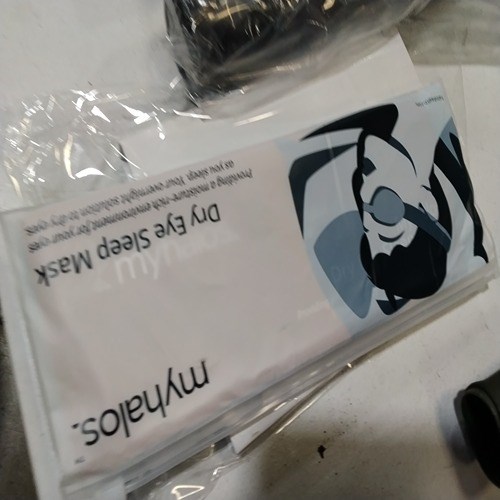 myhalos.™
Dry Eye Sleep Mask
Providing a moisture-rich environment for your eyes
as you sleep. Your overnight solution to dry eyes